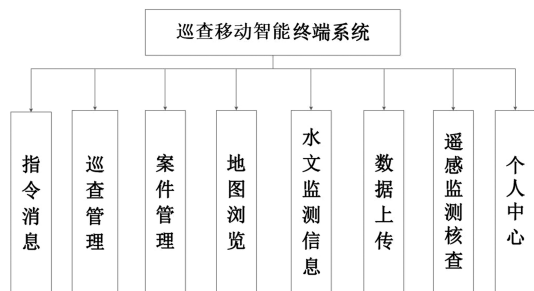 巡查移动智能终端系统
指令消息
巡查管理
案件管理
地图浏览
水文监测信息
数据上传
遥感监测核查
个人中心